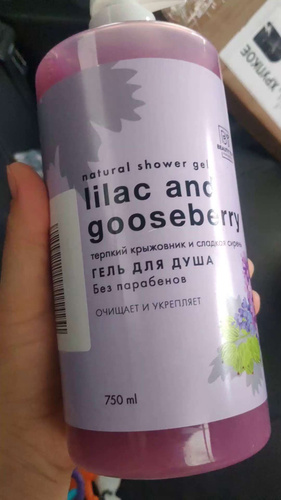 ХРУПКОЕ
natural shower gel
lilac and
gooseberry
терпкий крыжовник и сладкая сирень
ГЕЛЬ ДЛЯ ДУША
Без парабенов
ОЧИЩАЕТ И УКРЕПЛЯЕТ
750 ml